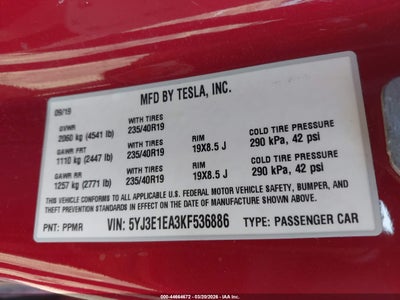 MFD BY TESLA, INC.
09/19
GVWR
2060 kg (4541 lb)
WITH TIRES
235/40R19
GAWR FRT
1110 kg (2447 lb)
WITH TIRES
235/40R19
RIM
19X8.5 J
COLD TIRE PRESSURE
290 kPa, 42 psi
GAWR RR
1257 kg (2771 lb)
WITH TIRES
235/40R19
RIM
19X8.5 J
COLD TIRE PRESSURE
290 kPa, 42 psi
THIS VEHICLE CONFORMS TO ALL APPLICABLE U.S. FEDERAL MOTOR VEHICLE SAFETY, BUMPER, AND
THEFT PREVENTION STANDARDS IN EFFECT ON THE DATE OF MANUFACTURE SHOWN ABOVE.
PNT: PPMR
VIN: 5YJ3E1EA3KF536886
TYPE: PASSENGER CAR
000-44664672 - 03/20/2026 - IAA Inc.